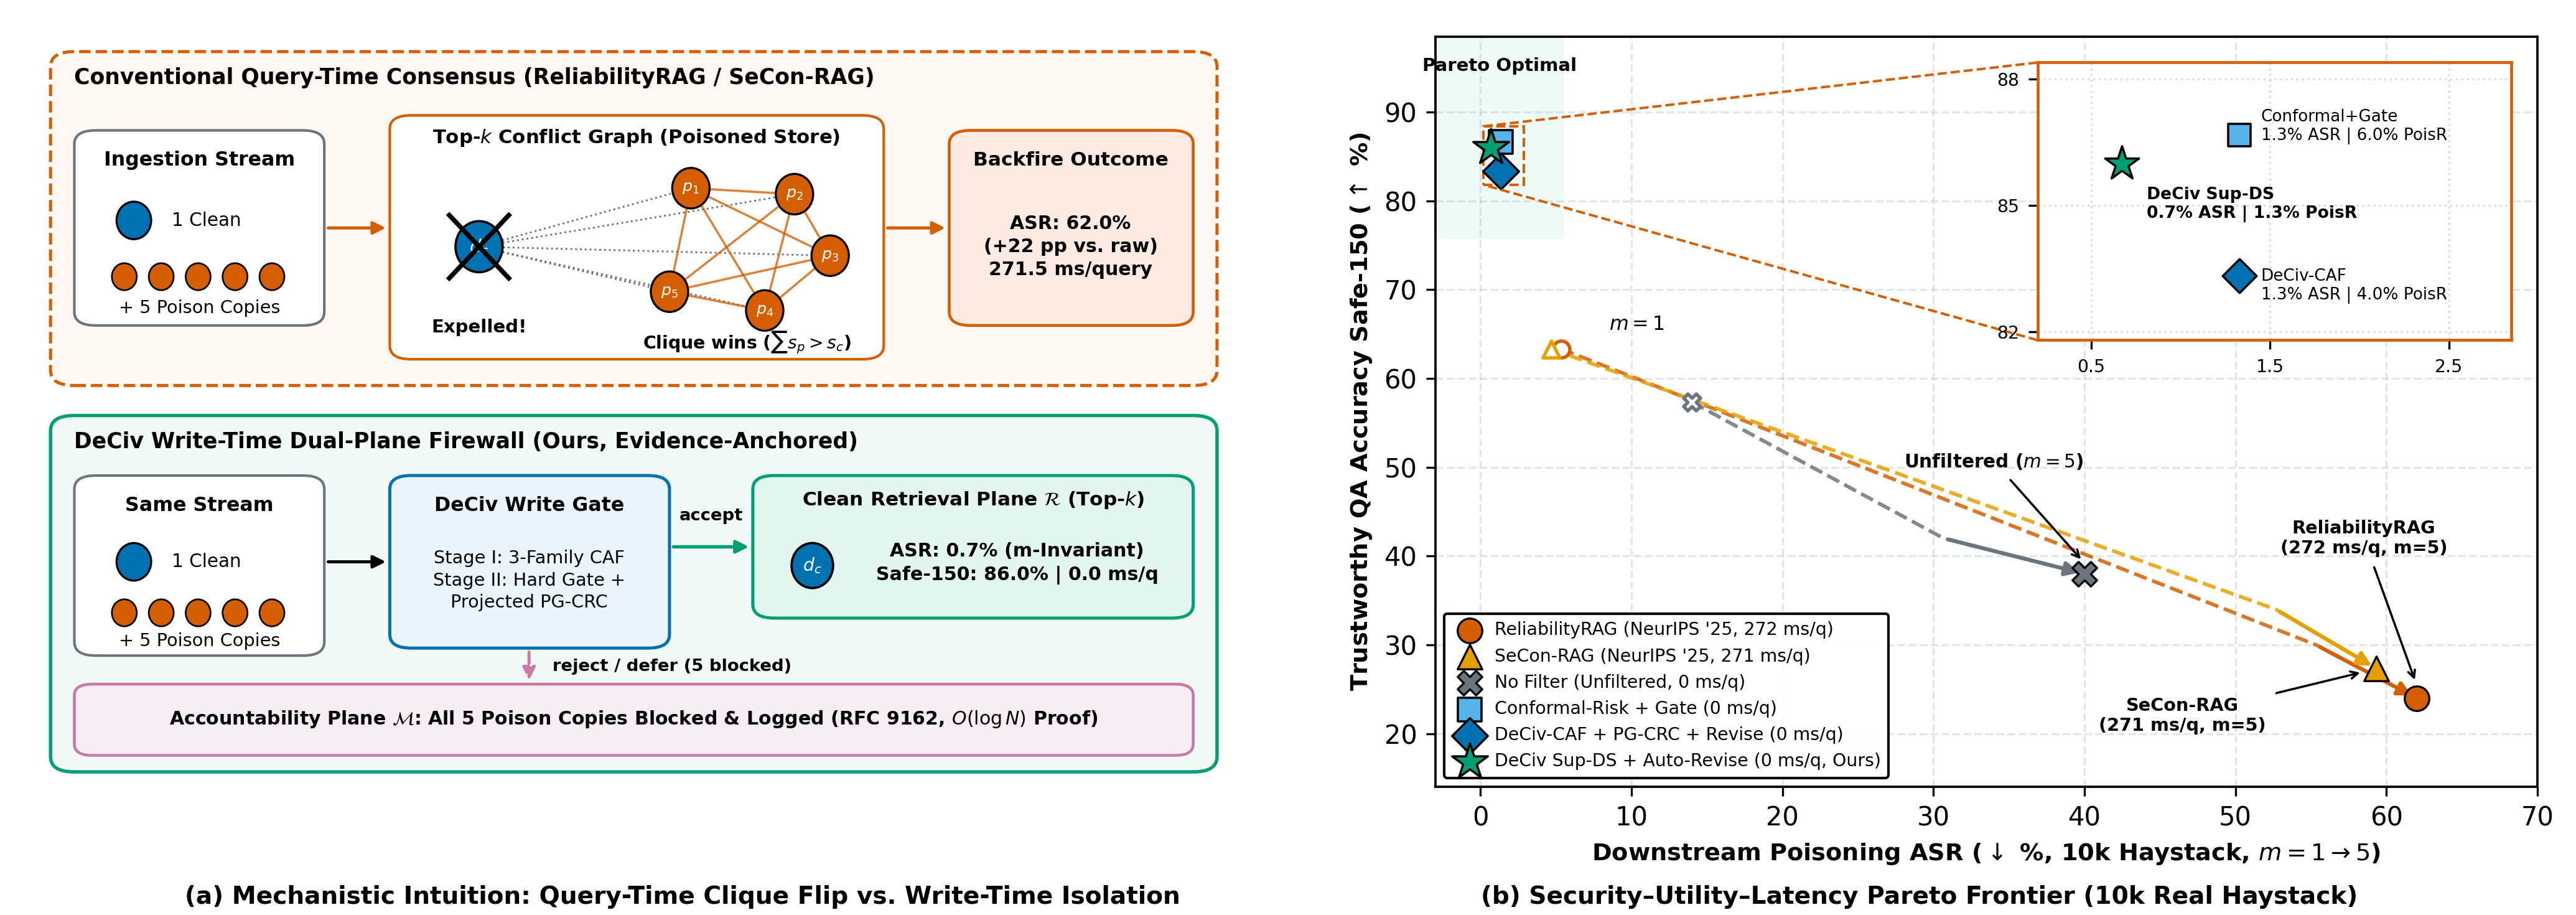 Conventional Query-Time Consensus (ReliabilityRAG / SeCon-RAG)
Ingestion Stream
1 Clean
+ 5 Poison Copies
Top-k Conflict Graph (Poisoned Store)
p₁
p₂
p₃
p₄
p₅
Expelled!
Clique wins (∑sₚ > s꜀)
Backfire Outcome
ASR: 62.0%
(+22 pp vs. raw)
271.5 ms/query
DeCiv Write-Time Dual-Plane Firewall (Ours, Evidence-Anchored)
Same Stream
1 Clean
+ 5 Poison Copies
DeCiv Write Gate
Stage I: 3-Family CAF
Stage II: Hard Gate +
Projected PG-CRC
accept
Clean Retrieval Plane ℛ (Top-k)
d꜀
ASR: 0.7% (m-Invariant)
Safe-150: 86.0% | 0.0 ms/q
reject / defer (5 blocked)
Accountability Plane ℳ: All 5 Poison Copies Blocked & Logged (RFC 9162, O(log N) Proof)
(a) Mechanistic Intuition: Query-Time Clique Flip vs. Write-Time Isolation
Trustworthy QA Accuracy Safe-150 (↑ %)
90
80
70
60
50
40
30
20
Pareto Optimal
88
85
82
0.5
1.5
2.5
Conformal+Gate
1.3% ASR | 6.0% PoisR
DeCiv Sup-DS
0.7% ASR | 1.3% PoisR
DeCiv-CAF
1.3% ASR | 4.0% PoisR
m = 1
Unfiltered (m = 5)
ReliabilityRAG
(272 ms/q, m=5)
SeCon-RAG
(271 ms/q, m=5)
ReliabilityRAG (NeurIPS '25, 272 ms/q)
SeCon-RAG (NeurIPS '25, 271 ms/q)
No Filter (Unfiltered, 0 ms/q)
Conformal-Risk + Gate (0 ms/q)
DeCiv-CAF + PG-CRC + Revise (0 ms/q)
DeCiv Sup-DS + Auto-Revise (0 ms/q, Ours)
0
10
20
30
40
50
60
70
Downstream Poisoning ASR (↓ %, 10k Haystack, m = 1 → 5)
(b) Security–Utility–Latency Pareto Frontier (10k Real Haystack)